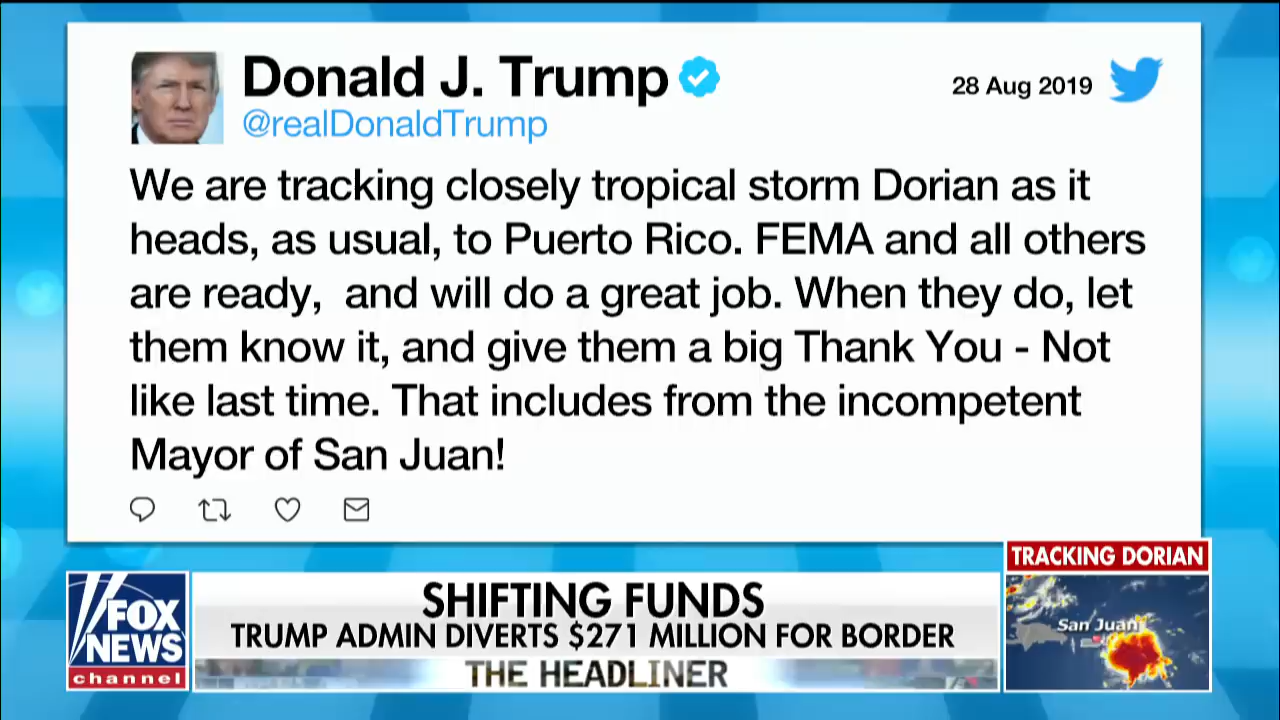 Donald J. Trump
28 Aug 2019
@realDonaldTrump
We are tracking closely tropical storm Dorian as it
heads, as usual, to Puerto Rico. FEMA and all others
are ready,  and will do a great job. When they do, let
them know it, and give them a big Thank You - Not
like last time. That includes from the incompetent
Mayor of San Juan!
TRACKING DORIAN
San Juan
FOX
NEWS
channel
SHIFTING FUNDS
TRUMP ADMIN DIVERTS $271 MILLION FOR BORDER
THE HEADLINER